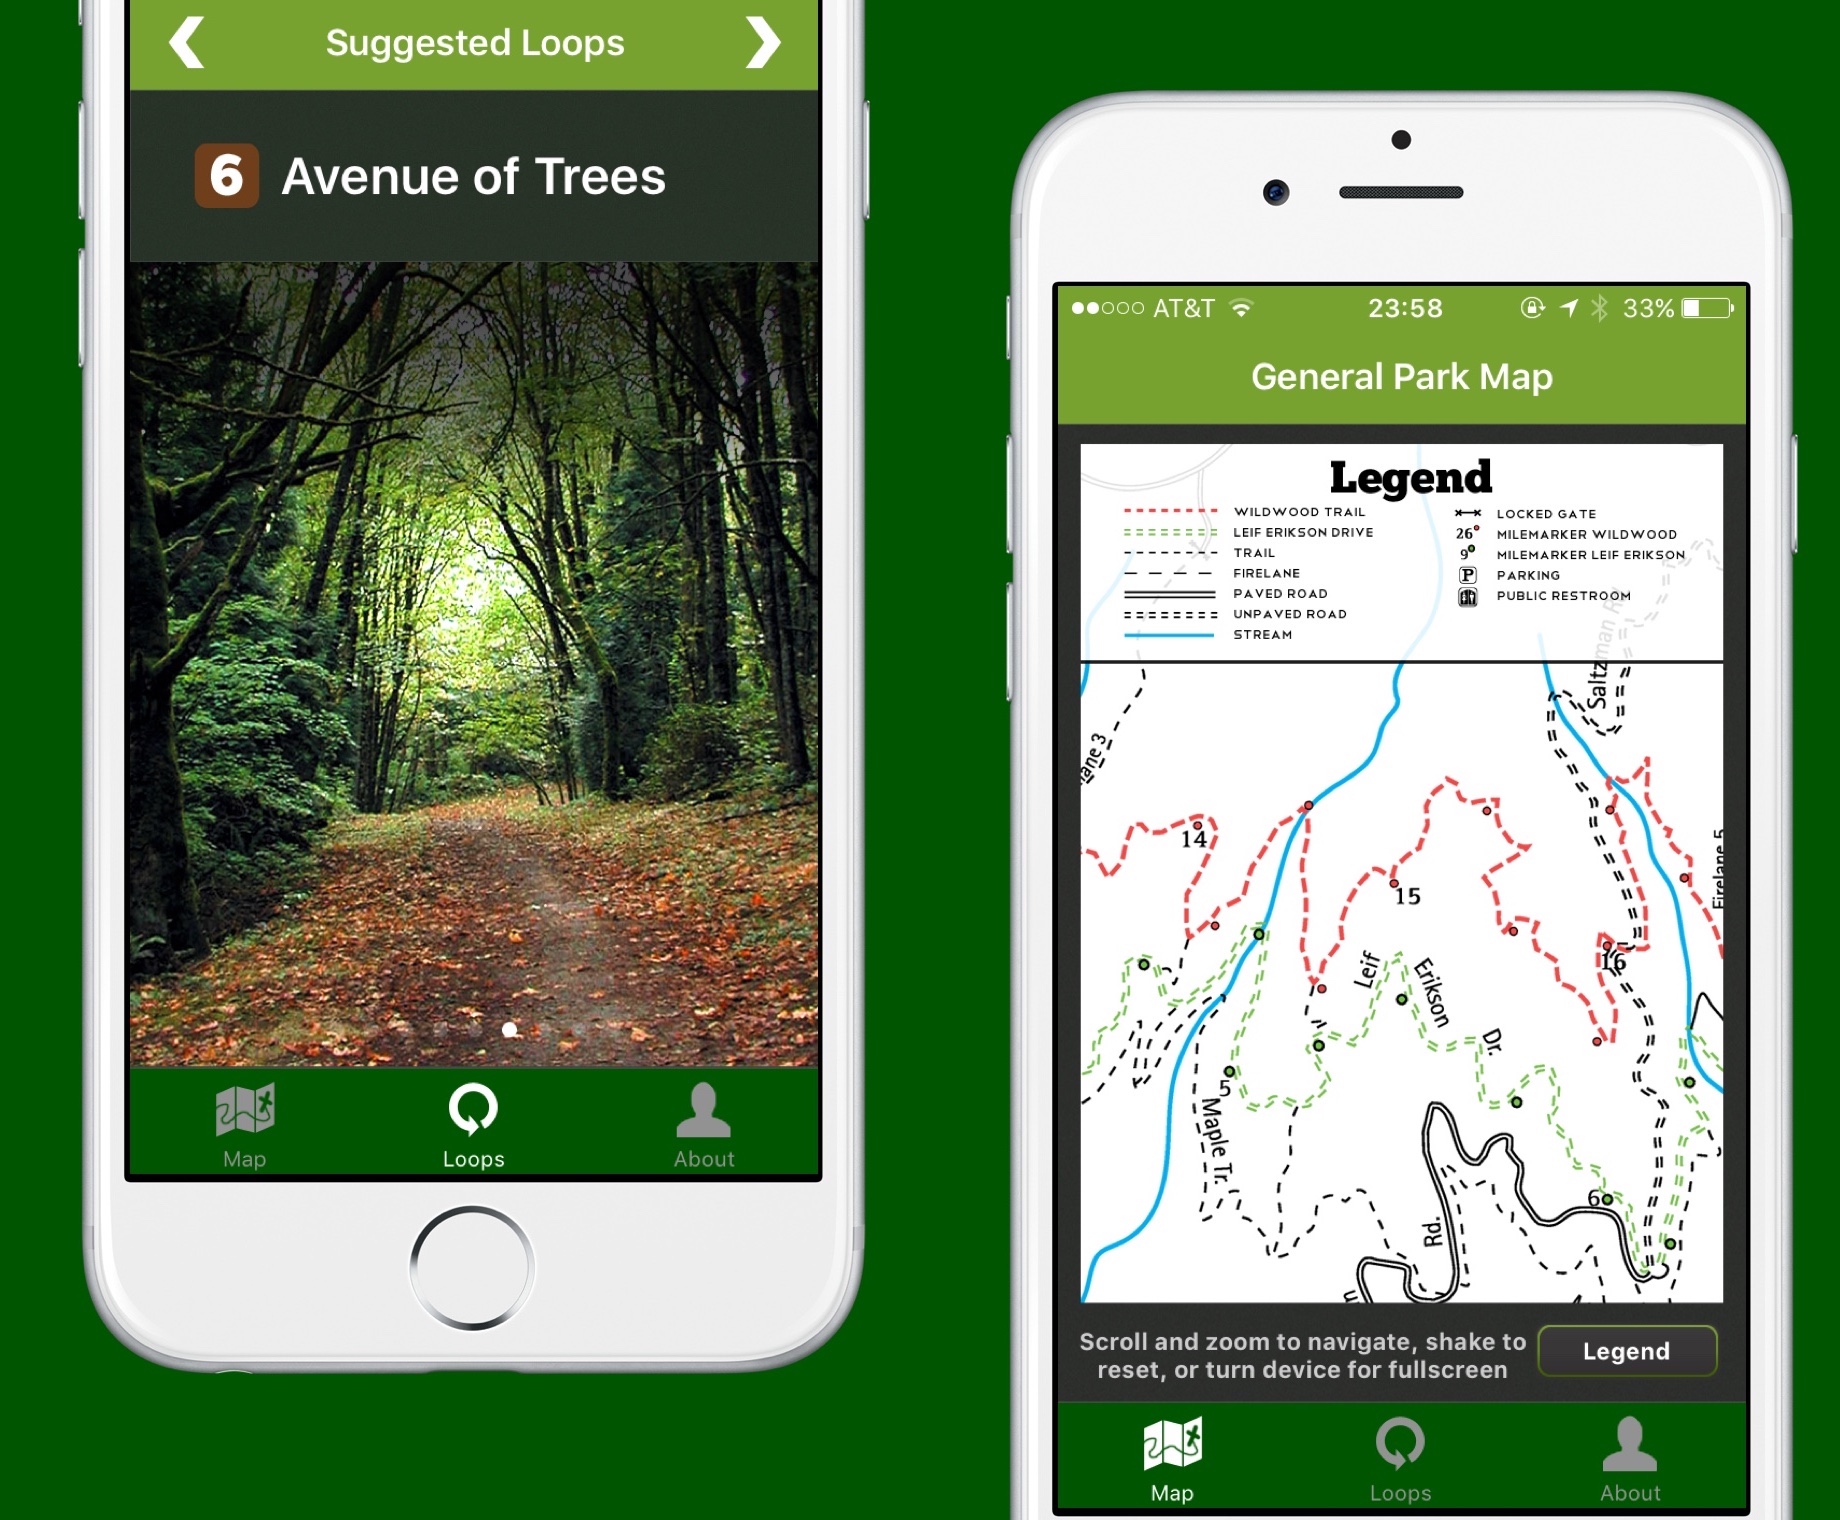 Suggested Loops
6 Avenue of Trees
Map
Loops
About
AT&T
23:58
33%
General Park Map
Legend
WILDWOOD TRAIL
LEIF ERIKSON DRIVE
TRAIL
FIRELANE
PAVED ROAD
UNPAVED ROAD
STREAM
LOCKED GATE
26 MILEMARKER WILDWOOD
9 MILEMARKER LEIF ERIKSON
P PARKING
PUBLIC RESTROOM
Saltzman R
ane 3
14
15
Firelane 5
16
Leif
Erikson
Dr.
5
Maple Tr.
6
Rd.
Scroll and zoom to navigate, shake to
reset, or turn device for fullscreen
Legend
Map
Loops
About